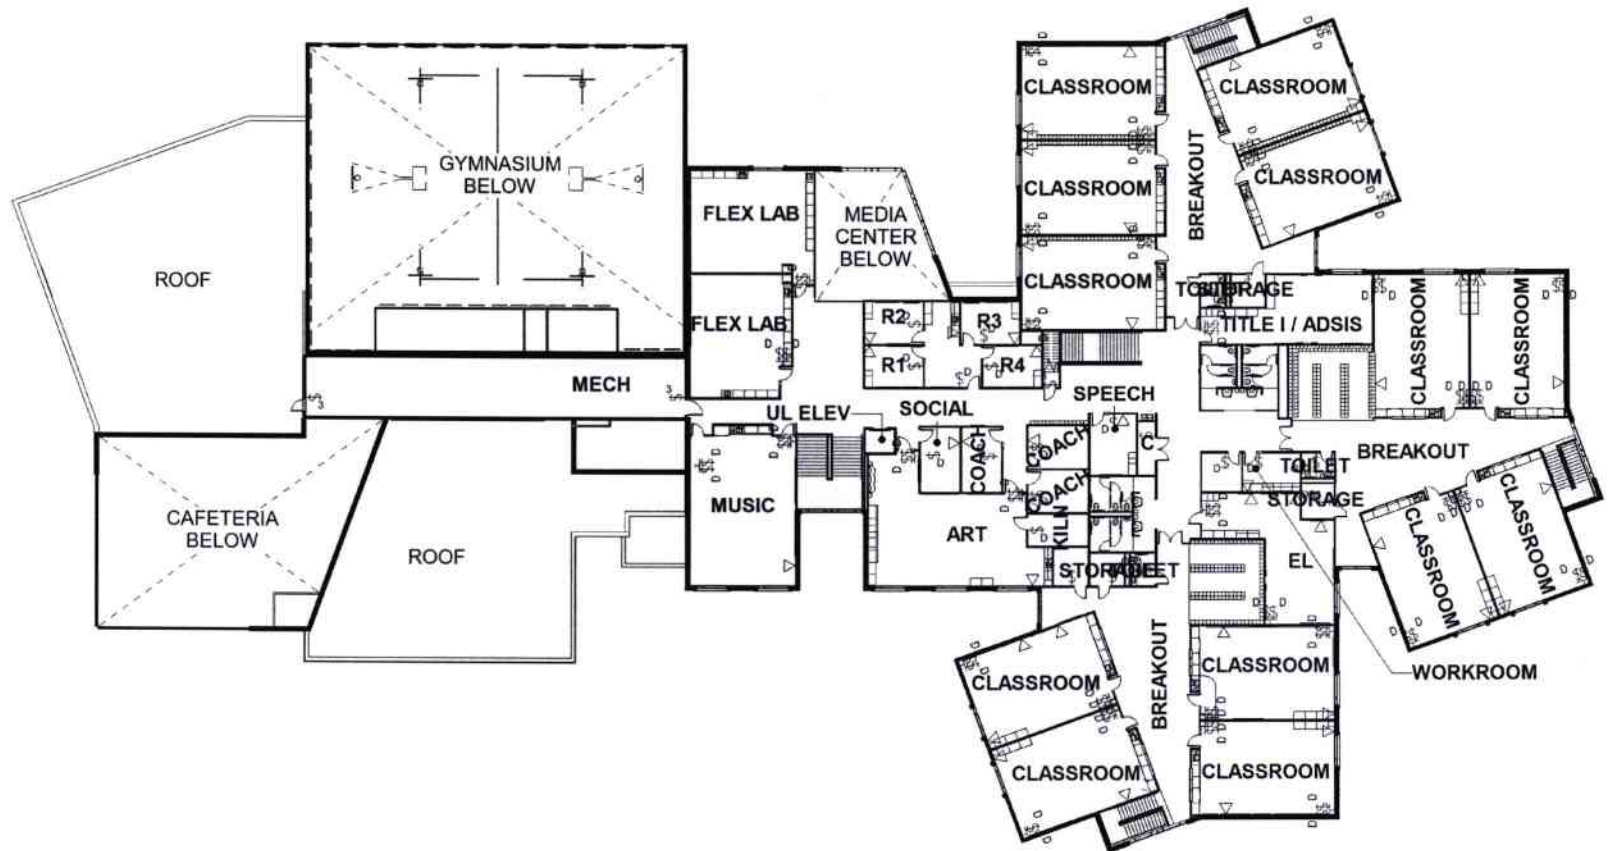 CLASSROOM
CLASSROOM
GYMNASIUM
BELOW
CLASSROOM
CLASSROOM
BREAKOUT
FLEX LAB
MEDIA
CENTER
BELOW
ROOF
CLASSROOM
STORAGE
R2
R3
TITLE I / ADSIS
CLASSROOM
CLASSROOM
FLEX LAB
R1
R4
MECH
SPEECH
UL ELEV
SOCIAL
COACH
COACH
C
BREAKOUT
TOILET
COACH
STORAGE
MUSIC
CAFETERIA
BELOW
ROOF
ART
KILN
CLASSROOM
CLASSROOM
EL
STORAGE
TOILET
BREAKOUT
CLASSROOM
CLASSROOM
WORKROOM
CLASSROOM
CLASSROOM